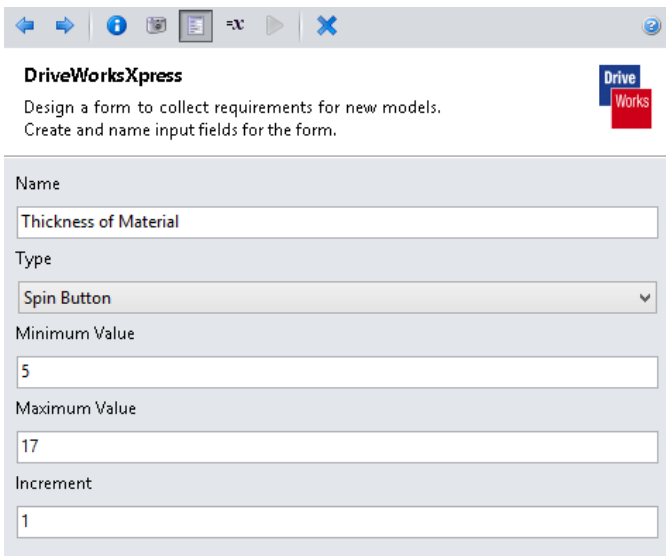 =x
DriveWorksXpress
Design a form to collect requirements for new models.
Create and name input fields for the form.
Drive
Works
Name
Thickness of Material
Type
Spin Button
Minimum Value
5
Maximum Value
17
Increment
1